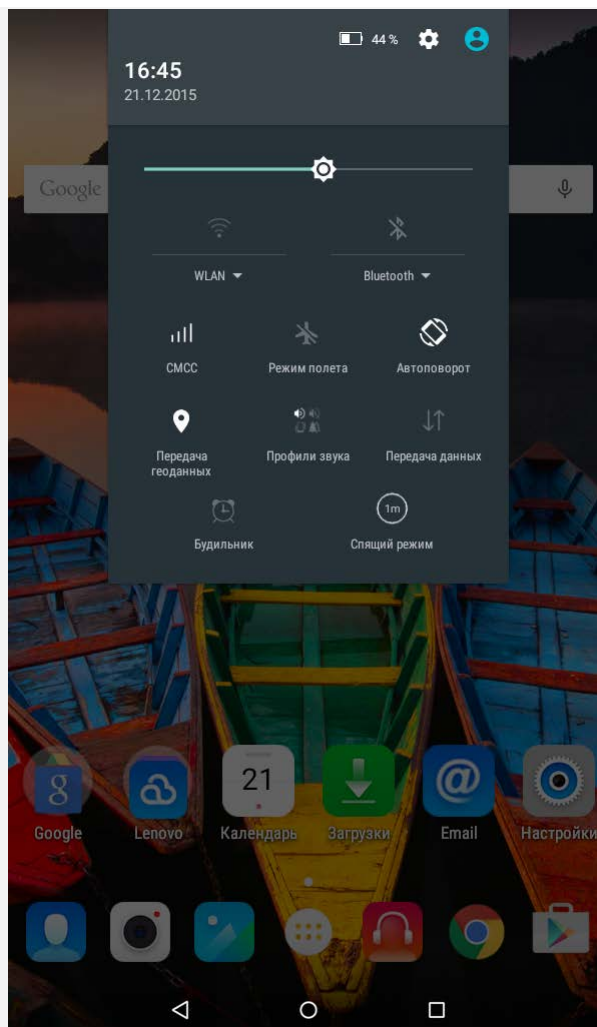 44 %
16:45
21.12.2015
Google
WLAN
Bluetooth
CMCC
Режим полета
Автоповорот
Передача
геоданных
Профили звука
Передача данных
1m
Будильник
Спящий режим
21
g
@
Google
Lenovo
Календарь
Загрузки
Email
Настройки